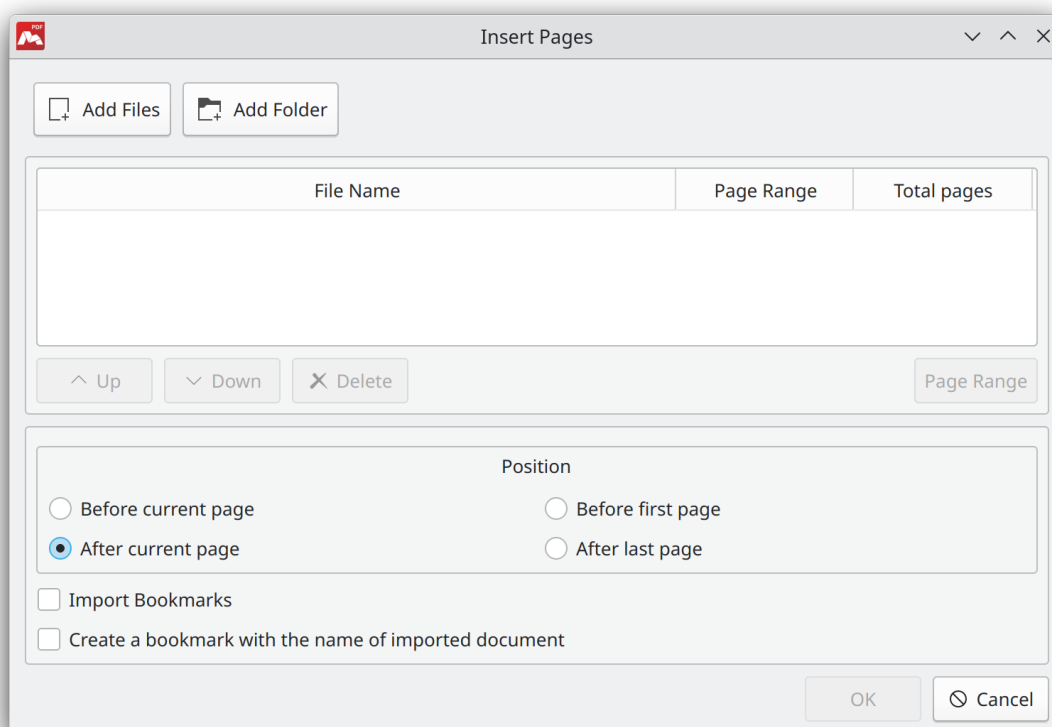 PDF
Insert Pages
Add Files Add Folder
File Name Page Range Total pages
Up Down Delete Page Range
Position
Before current page Before first page
After current page After last page
Import Bookmarks
Create a bookmark with the name of imported document
OK Cancel